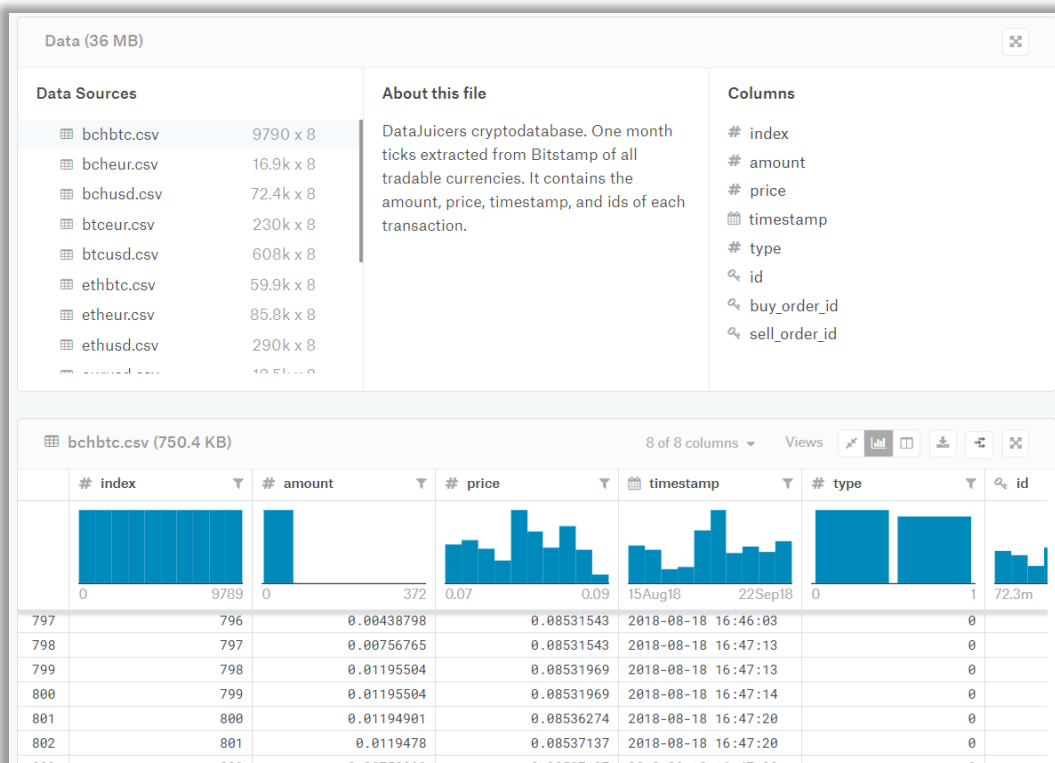 Data (36 MB)
Data Sources
bchbtc.csv 9790 x 8
bcheur.csv 16.9k x 8
bchusd.csv 72.4k x 8
btceur.csv 230k x 8
btcusd.csv 608k x 8
ethbtc.csv 59.9k x 8
etheur.csv 85.8k x 8
ethusd.csv 290k x 8
About this file
DataJuicers cryptodatabase. One month
ticks extracted from Bitstamp of all
tradable currencies. It contains the
amount, price, timestamp, and ids of each
transaction.
Columns
# index
# amount
# price
timestamp
# type
id
buy_order_id
sell_order_id
bchbtc.csv (750.4 KB) 8 of 8 columns Views
# index # amount # price timestamp # type id
0 9789 0 372 0.07 0.09 15Aug18 22Sep18 0 1 72.3m
797 796 0.00438798 0.08531543 2018-08-18 16:46:03 0
798 797 0.00756765 0.08531543 2018-08-18 16:47:13 0
799 798 0.01195504 0.08531969 2018-08-18 16:47:13 0
800 799 0.01195504 0.08531969 2018-08-18 16:47:14 0
801 800 0.01194901 0.08536274 2018-08-18 16:47:20 0
802 801 0.0119478 0.08537137 2018-08-18 16:47:20 0